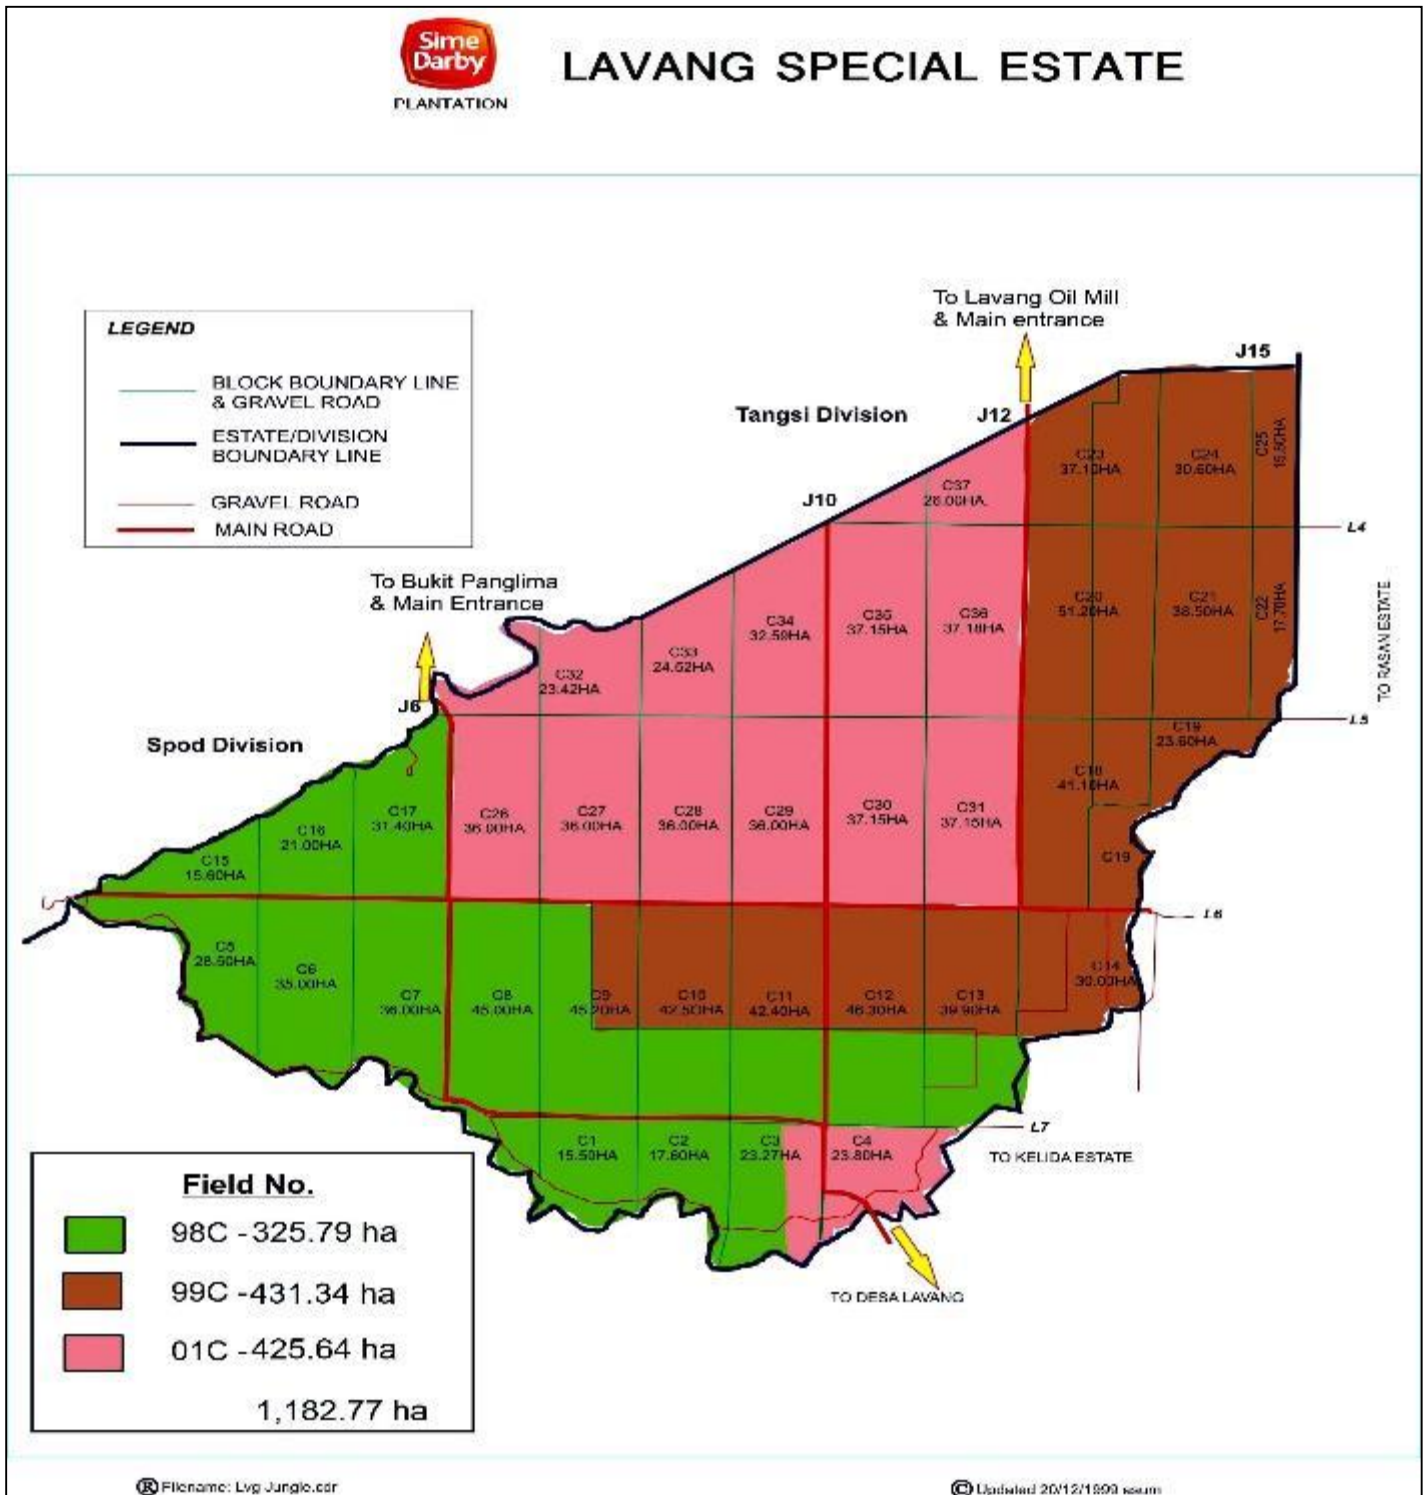 Sime
Darby
PLANTATION
LAVANG SPECIAL ESTATE
To Lavang Oil Mill
& Main entrance
LEGEND
BLOCK BOUNDARY LINE
& GRAVEL ROAD
ESTATE/DIVISION
BOUNDARY LINE
GRAVEL ROAD
MAIN ROAD
J15
Tangsi Division
J12
C23
37.10HA
C24
30.60HA
C25
C37
26.00HA
J10
L4
To Bukit Panglima
& Main Entrance
C20
51.20HA
C21
38.50HA
C22
17.70HA
C34
32.59HA
C35
37.15HA
C36
37.18HA
C33
24.52HA
C32
23.42HA
TO RASAN ESTATE
J6
L5
Spod Division
C19
23.60HA
C18
41.10HA
C17
31.40HA
C26
36.00HA
C27
36.00HA
C28
36.00HA
C29
36.00HA
C30
37.15HA
C31
37.15HA
C16
21.00HA
C15
15.60HA
C19
L6
C5
28.50HA
C6
35.00HA
C7
36.00HA
C8
45.00HA
C9
45.20HA
C10
42.50HA
C11
42.40HA
C12
46.30HA
C13
39.90HA
C14
30.00HA
L7
C1
15.50HA
C2
17.60HA
C3
23.27HA
C4
23.80HA
TO KELIDA ESTATE
TO DESA LAVANG
Field No.
98C - 325.79 ha
99C - 431.34 ha
01C - 425.64 ha
1,182.77 ha
® Filename: Lvg Jungle.cdr
© Updated 20/12/1999